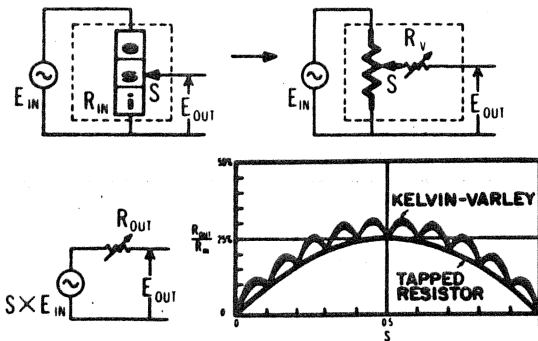 E IN
R IN
S
E OUT
E IN
S
R V
E OUT
R OUT
S × E IN
E OUT
50%
R OUT
R IN
25%
0
KELVIN-VARLEY
TAPPED
RESISTOR
0
0.5
S